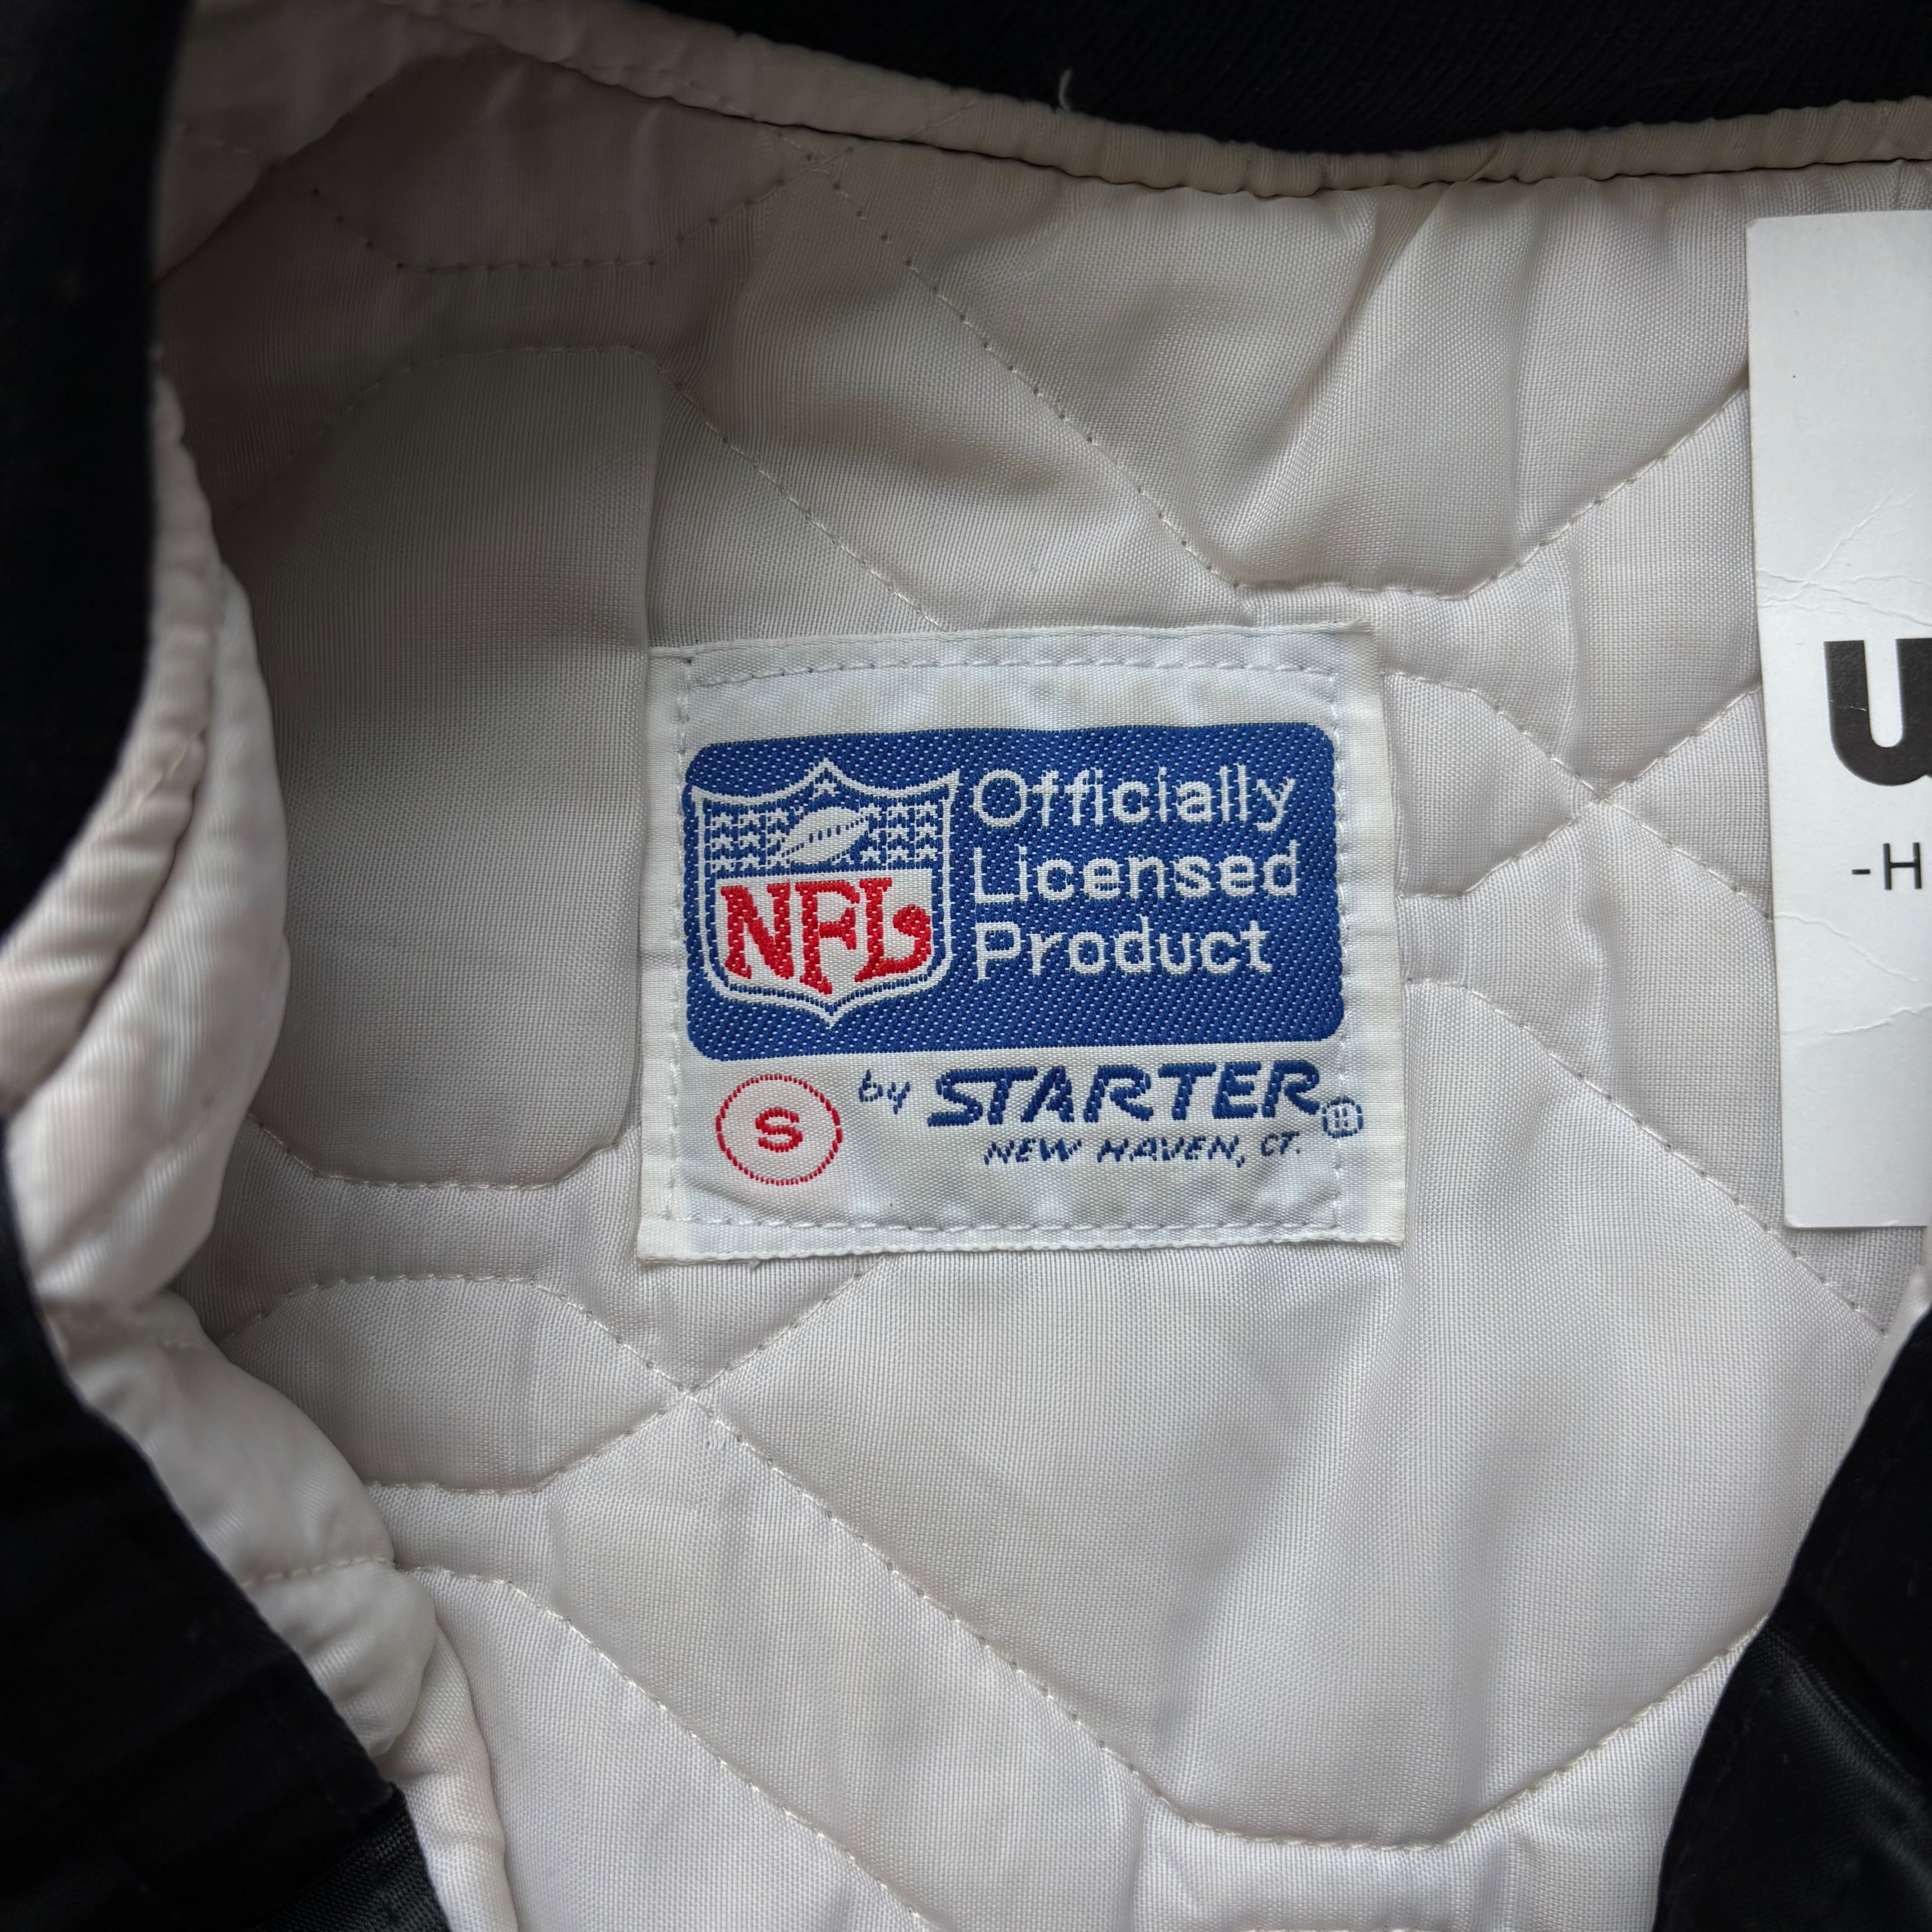 Officially
Licensed
NFL
Product
S
by STARTER®
NEW HAVEN, CT.
-H